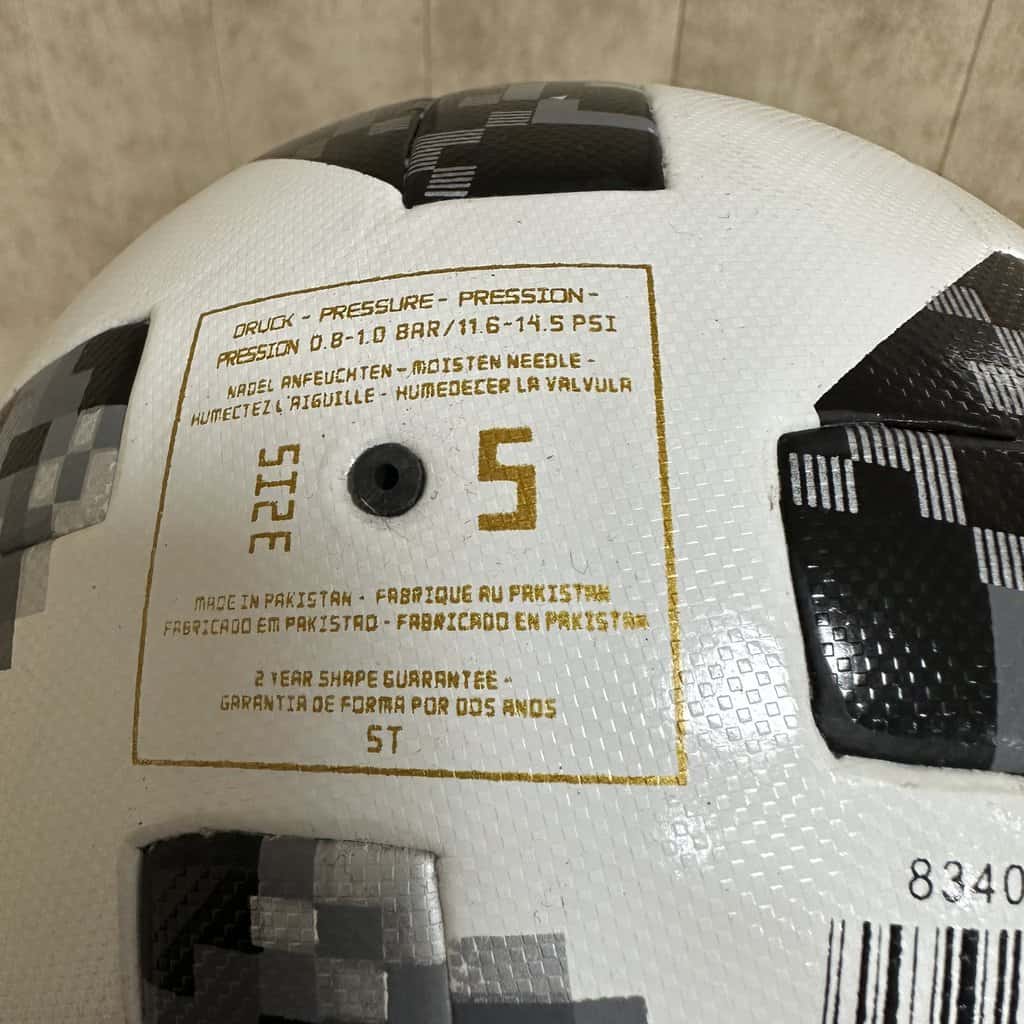 DRUCK - PRESSURE - PRESSION -
PRESSION 0.8-1.0 BAR/11.6-14.5 PSI
NADEL ANFEUCHTEN - MOISTEN NEEDLE -
HUMECTEZ L'AIGUILLE - HUMEDECER LA VALVULA
SIZE 5
MADE IN PAKISTAN - FABRIQUE AU PAKISTAN
FABRICADO EM PAKISTAO - FABRICADO EN PAKISTAN
2 YEAR SHAPE GUARANTEE -
GARANTIA DE FORMA POR DOS ANOS
ST
8340